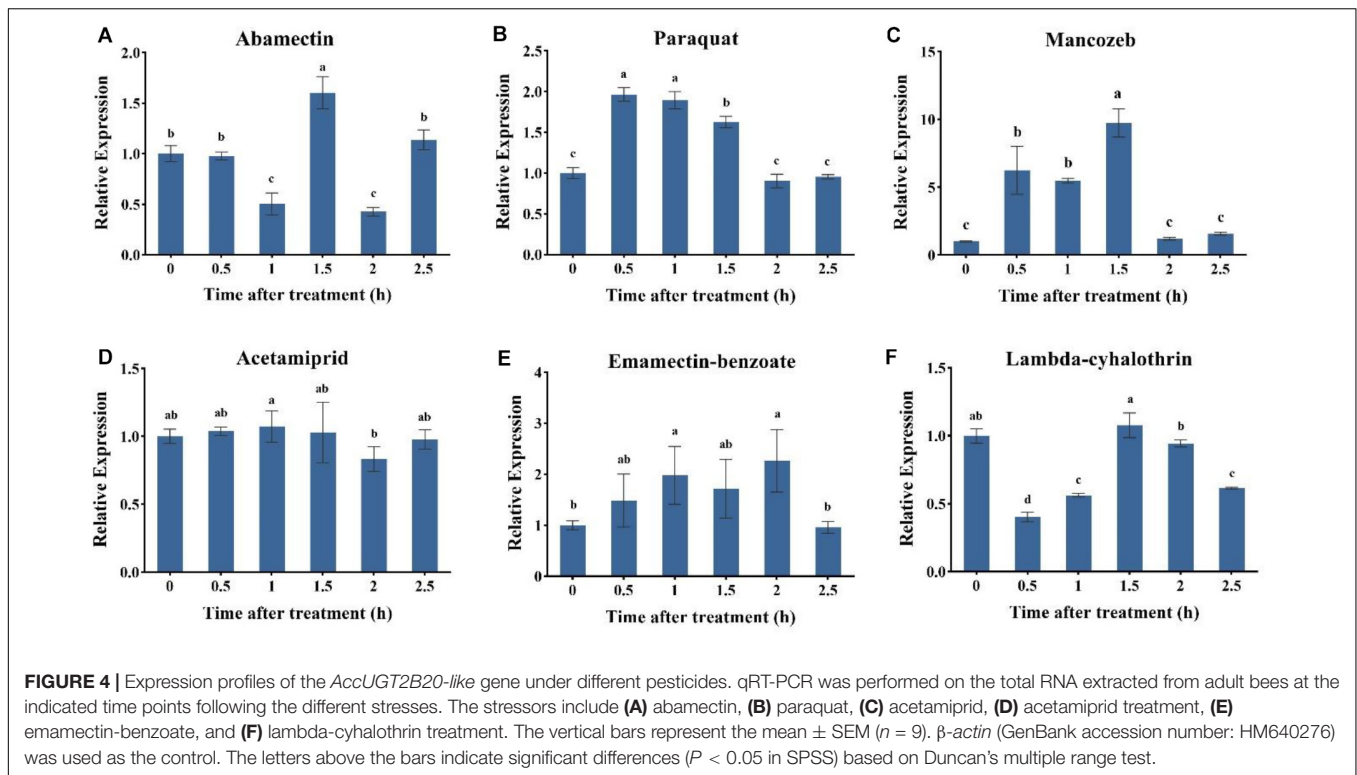 A
Abamectin
Relative Expression
2.0
1.5
1.0
0.5
0.0
b
b
c
a
c
b
0 0.5 1 1.5 2 2.5
Time after treatment (h)
B
Paraquat
Relative Expression
2.5
2.0
1.5
1.0
0.5
0.0
c
a
a
b
c
c
0 0.5 1 1.5 2 2.5
Time after treatment (h)
C
Mancozeb
Relative Expression
15
10
5
0
c
b
b
a
c
c
0 0.5 1 1.5 2 2.5
Time after treatment (h)
D
Acetamiprid
Relative Expression
1.5
1.0
0.5
0.0
ab
ab
a
ab
b
ab
0 0.5 1 1.5 2 2.5
Time after treatment (h)
E
Emamectin-benzoate
Relative Expression
4
3
2
1
0
b
ab
a
ab
a
b
0 0.5 1 1.5 2 2.5
Time after treatment (h)
F
Lambda-cyhalothrin
Relative Expression
1.5
1.0
0.5
0.0
ab
d
c
a
b
c
0 0.5 1 1.5 2 2.5
Time after treatment (h)
FIGURE 4 | Expression profiles of the AccUGT2B20-like gene under different pesticides. qRT-PCR was performed on the total RNA extracted from adult bees at the
indicated time points following the different stresses. The stressors include (A) abamectin, (B) paraquat, (C) acetamiprid, (D) acetamiprid treatment, (E)
emamectin-benzoate, and (F) lambda-cyhalothrin treatment. The vertical bars represent the mean ± SEM (n = 9). β-actin (GenBank accession number: HM640276)
was used as the control. The letters above the bars indicate significant differences (P < 0.05 in SPSS) based on Duncan's multiple range test.